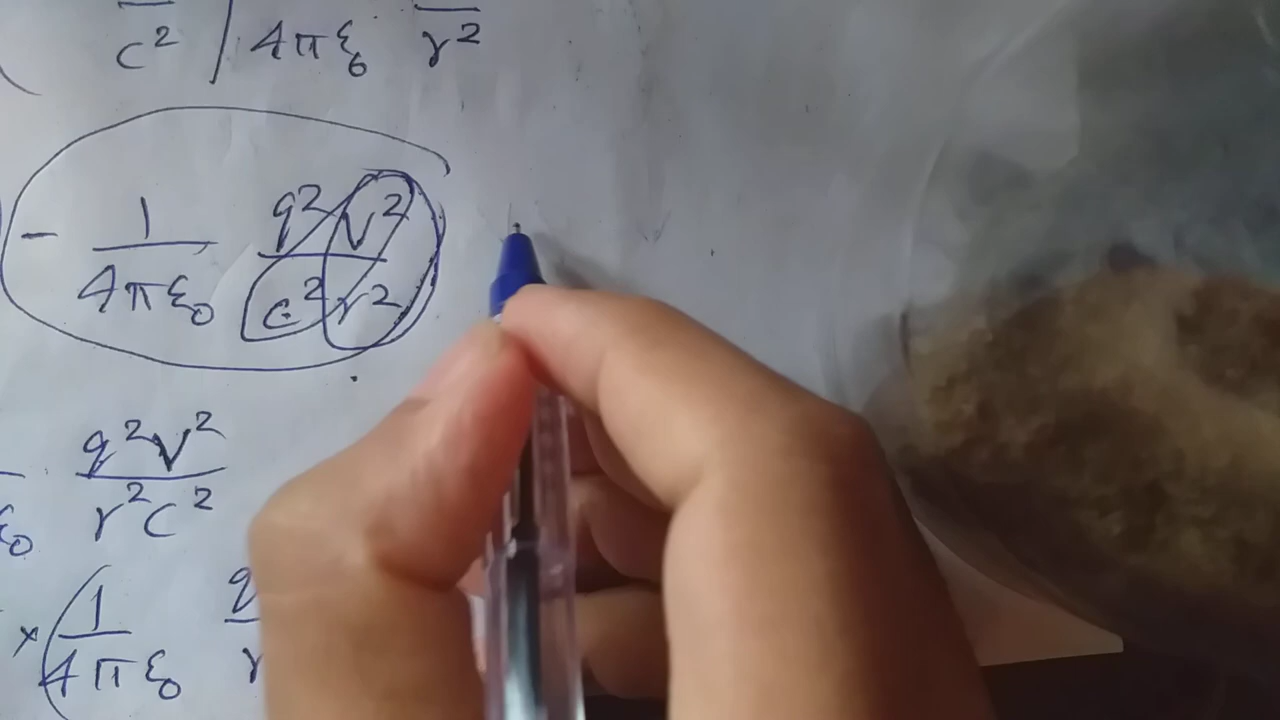 c² | 4πε₀ r²
- 1/4πε₀ q²v²/c²r²
ε₀ q²v²/r²c²
× (1/4πε₀ q/r